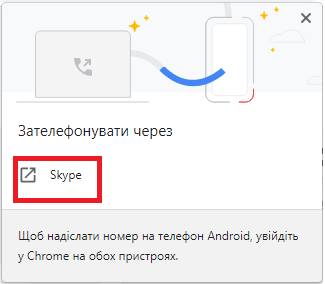 Зателефонувати через
Skype
Щоб надіслати номер на телефон Android, увійдіть
у Chrome на обох пристроях.